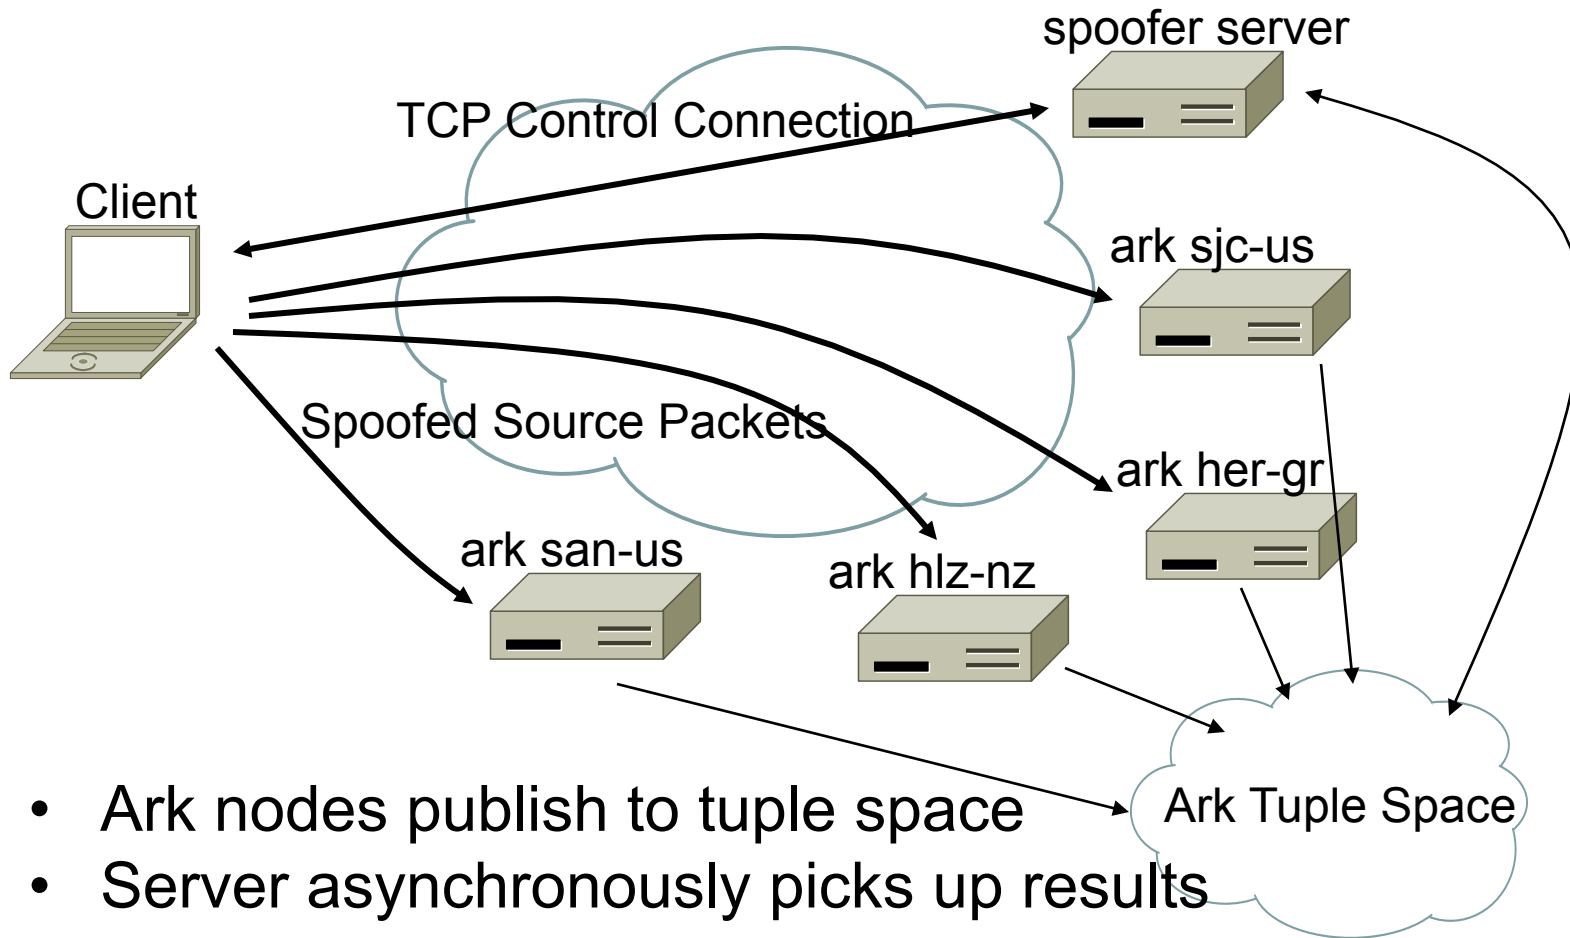 spoofer server
TCP Control Connection
Client
ark sjc-us
Spoofed Source Packets
ark her-gr
ark san-us
ark hlz-nz
Ark Tuple Space
• Ark nodes publish to tuple space
• Server asynchronously picks up results